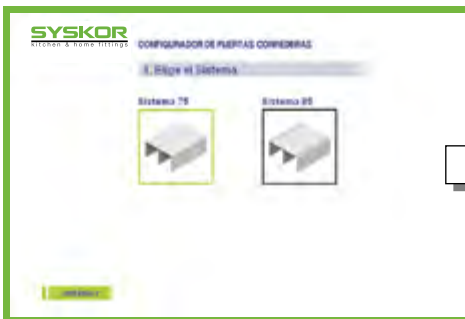 SYSKOR
kitchen & home fittings
CONFIGURADOR DE PUERTAS CORREDERAS
1. Elige el Sistema
Sistema 75
Sistema 85